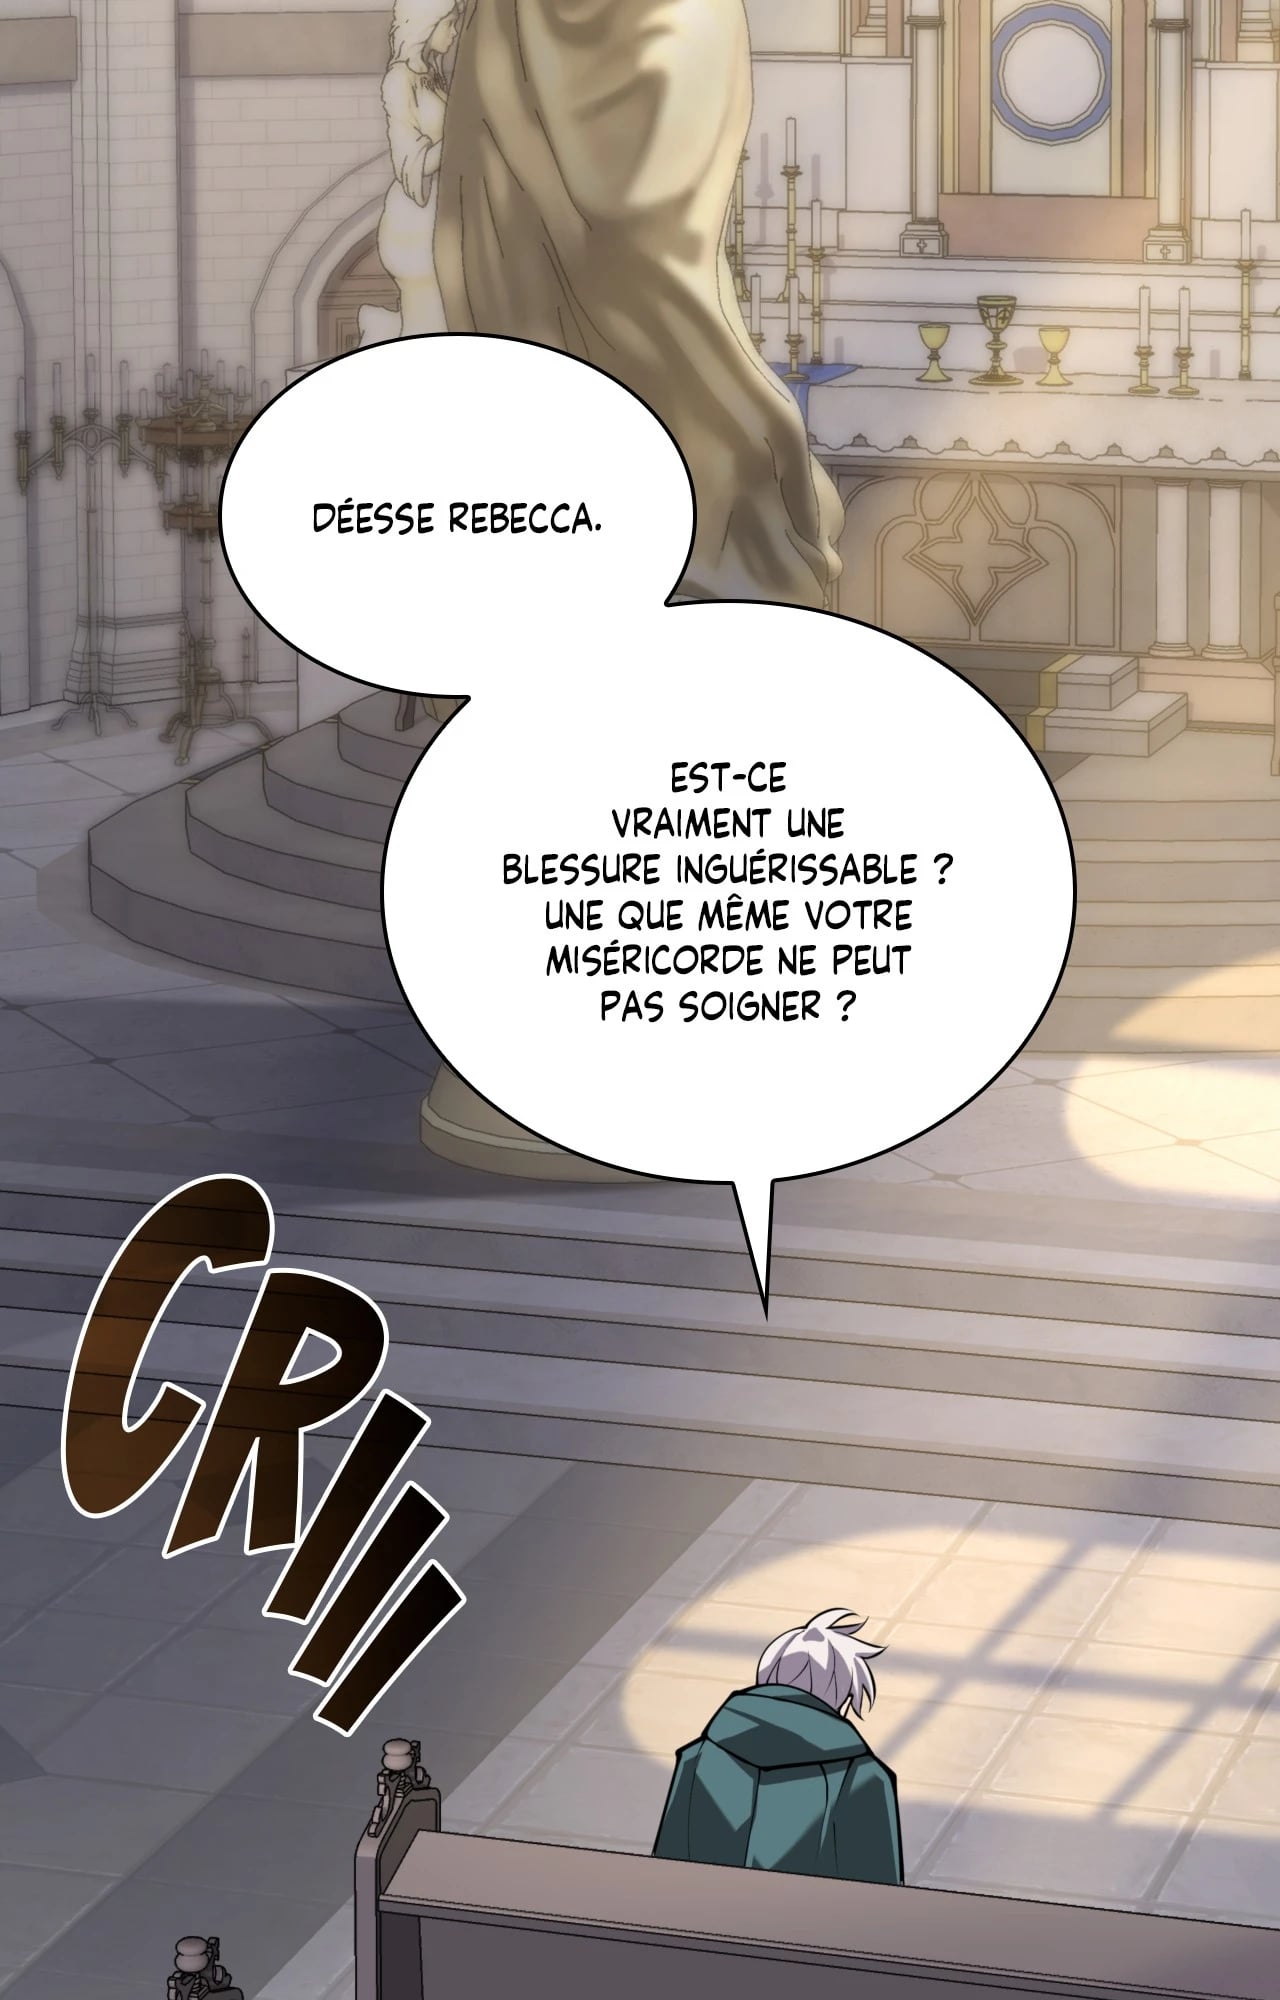 DÉESSE REBECCA.
EST-CE
VRAIMENT UNE
BLESSURE INGUÉRISSABLE ?
UNE QUE MÊME VOTRE
MISÉRICORDE NE PEUT
PAS SOIGNER ?
CRIII